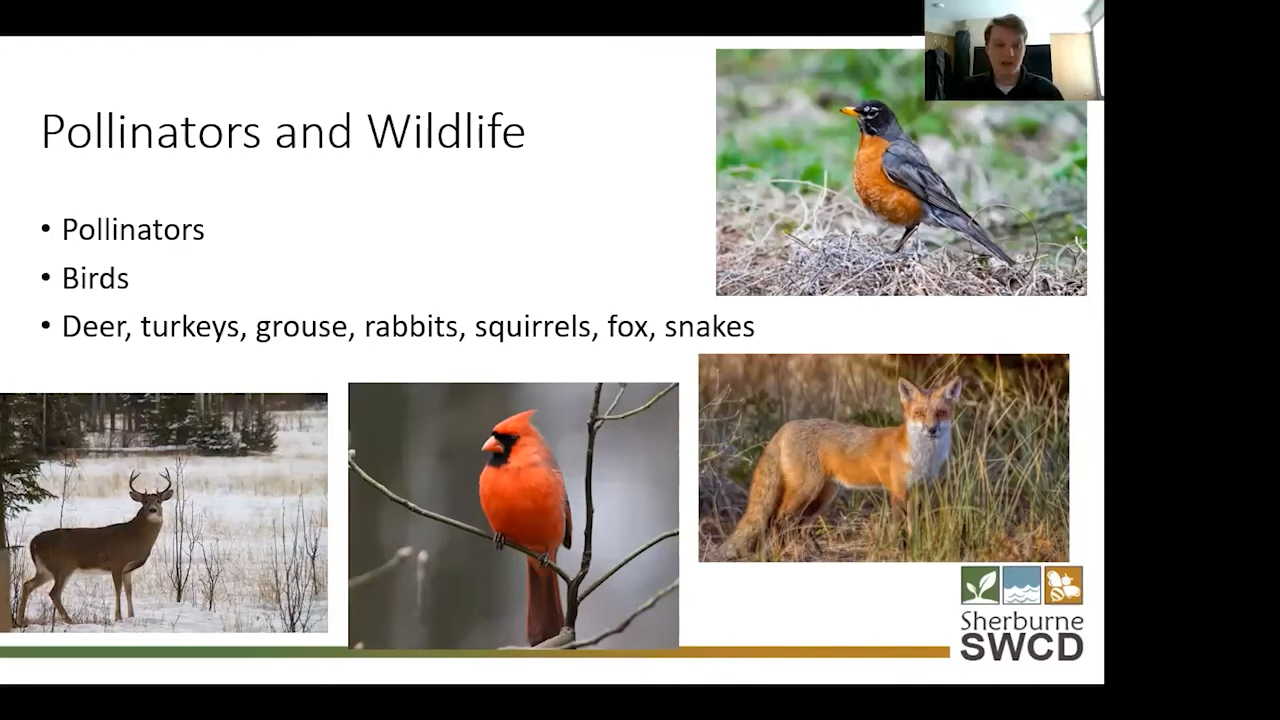 Pollinators and Wildlife
• Pollinators
• Birds
• Deer, turkeys, grouse, rabbits, squirrels, fox, snakes
Sherburne
SWCD